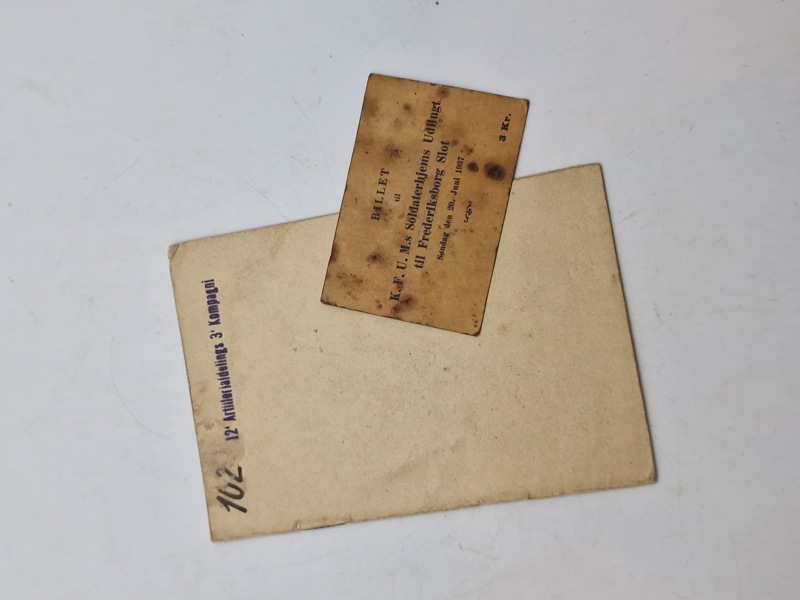 BILLET
til
K. F. U. M.s Soldaterhjems Udflugt
til Frederiksborg Slot
Søndag den 20. Juni 1937
3 Kr.
102 12' Artilleriafdelings 3' Kompagni